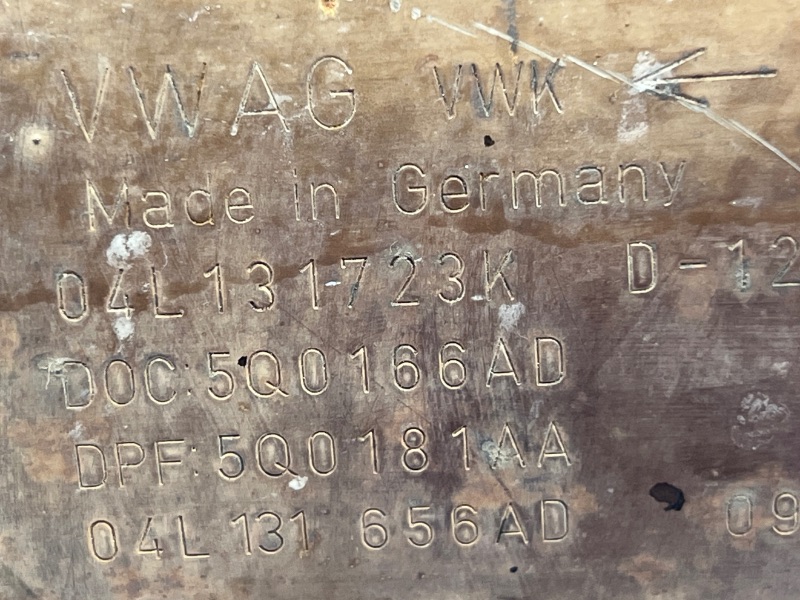 VWAG VWK
Made in Germany
04L131723K D-12
DOC:5Q0166AD
DPF:5Q0181AA
04L 131 656AD 09